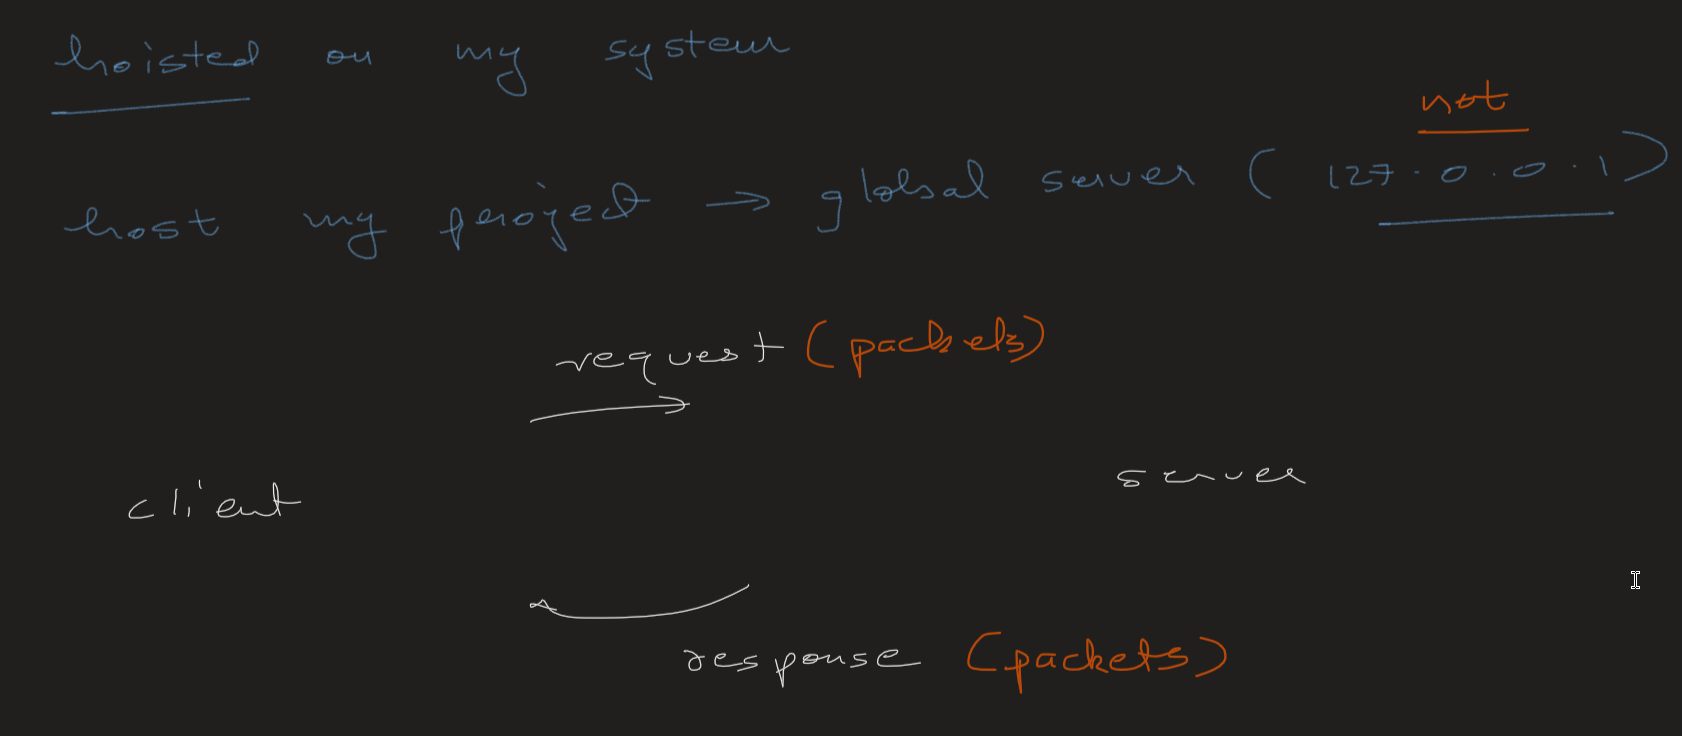 hoisted on my system
not
host my project → global server ( 127.0.0.1 )
request (packets)
server
client
response (packets)